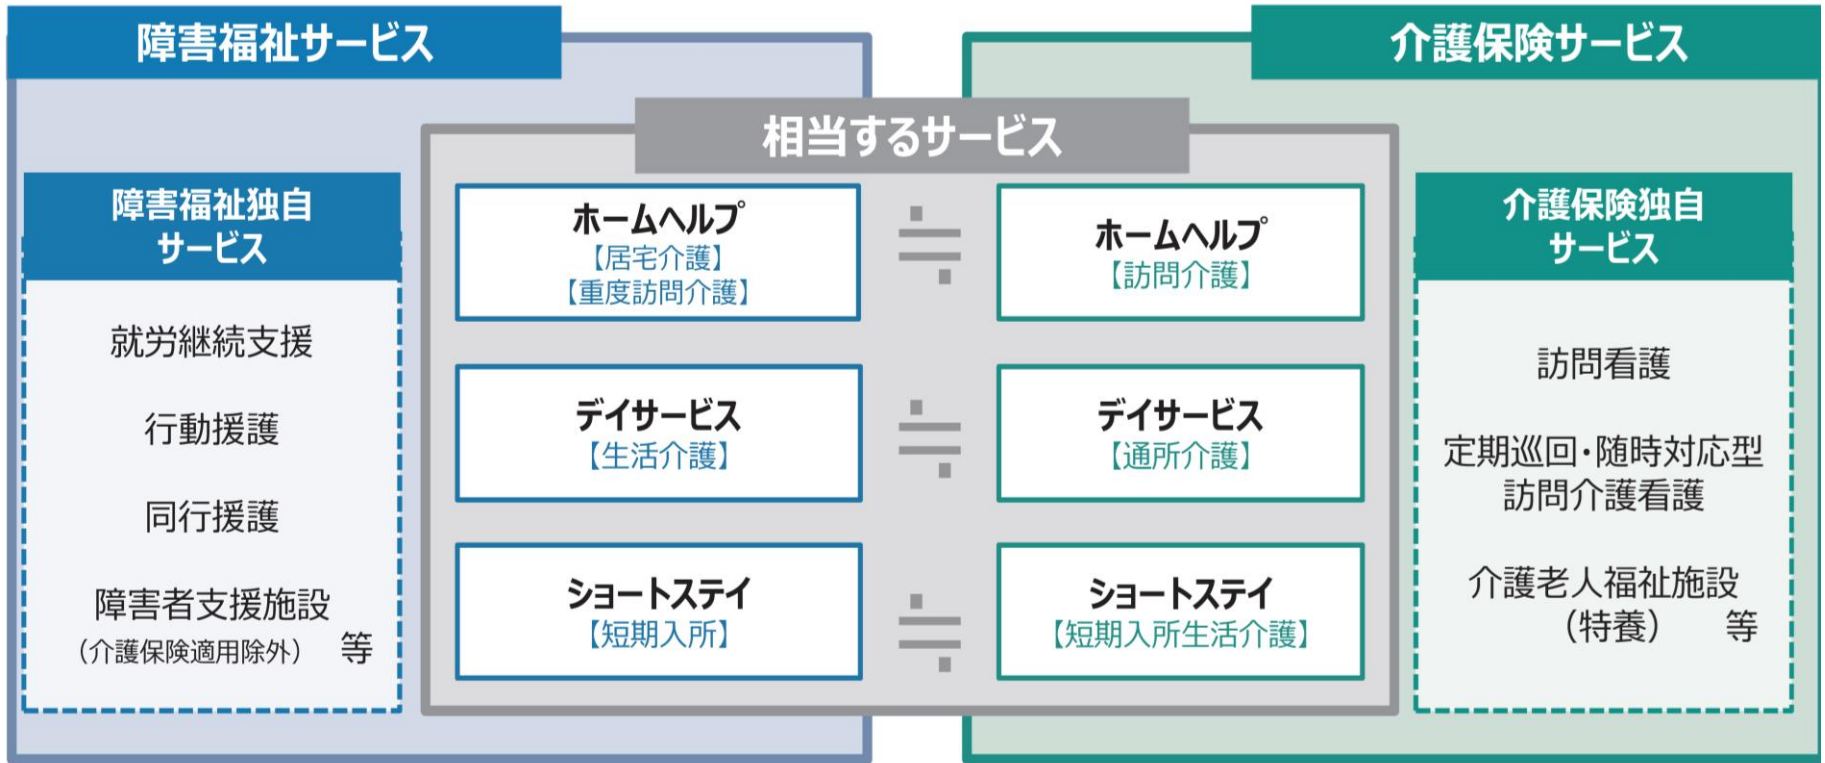 障害福祉サービス
介護保険サービス
相当するサービス
障害福祉独自
サービス
就労継続支援
行動援護
同行援護
障害者支援施設
（介護保険適用除外） 等
ホームヘルプ
【居宅介護】
【重度訪問介護】
≒
ホームヘルプ
【訪問介護】
デイサービス
【生活介護】
≒
デイサービス
【通所介護】
ショートステイ
【短期入所】
≒
ショートステイ
【短期入所生活介護】
介護保険独自
サービス
訪問看護
定期巡回・随時対応型
訪問介護看護
介護老人福祉施設
（特養） 等